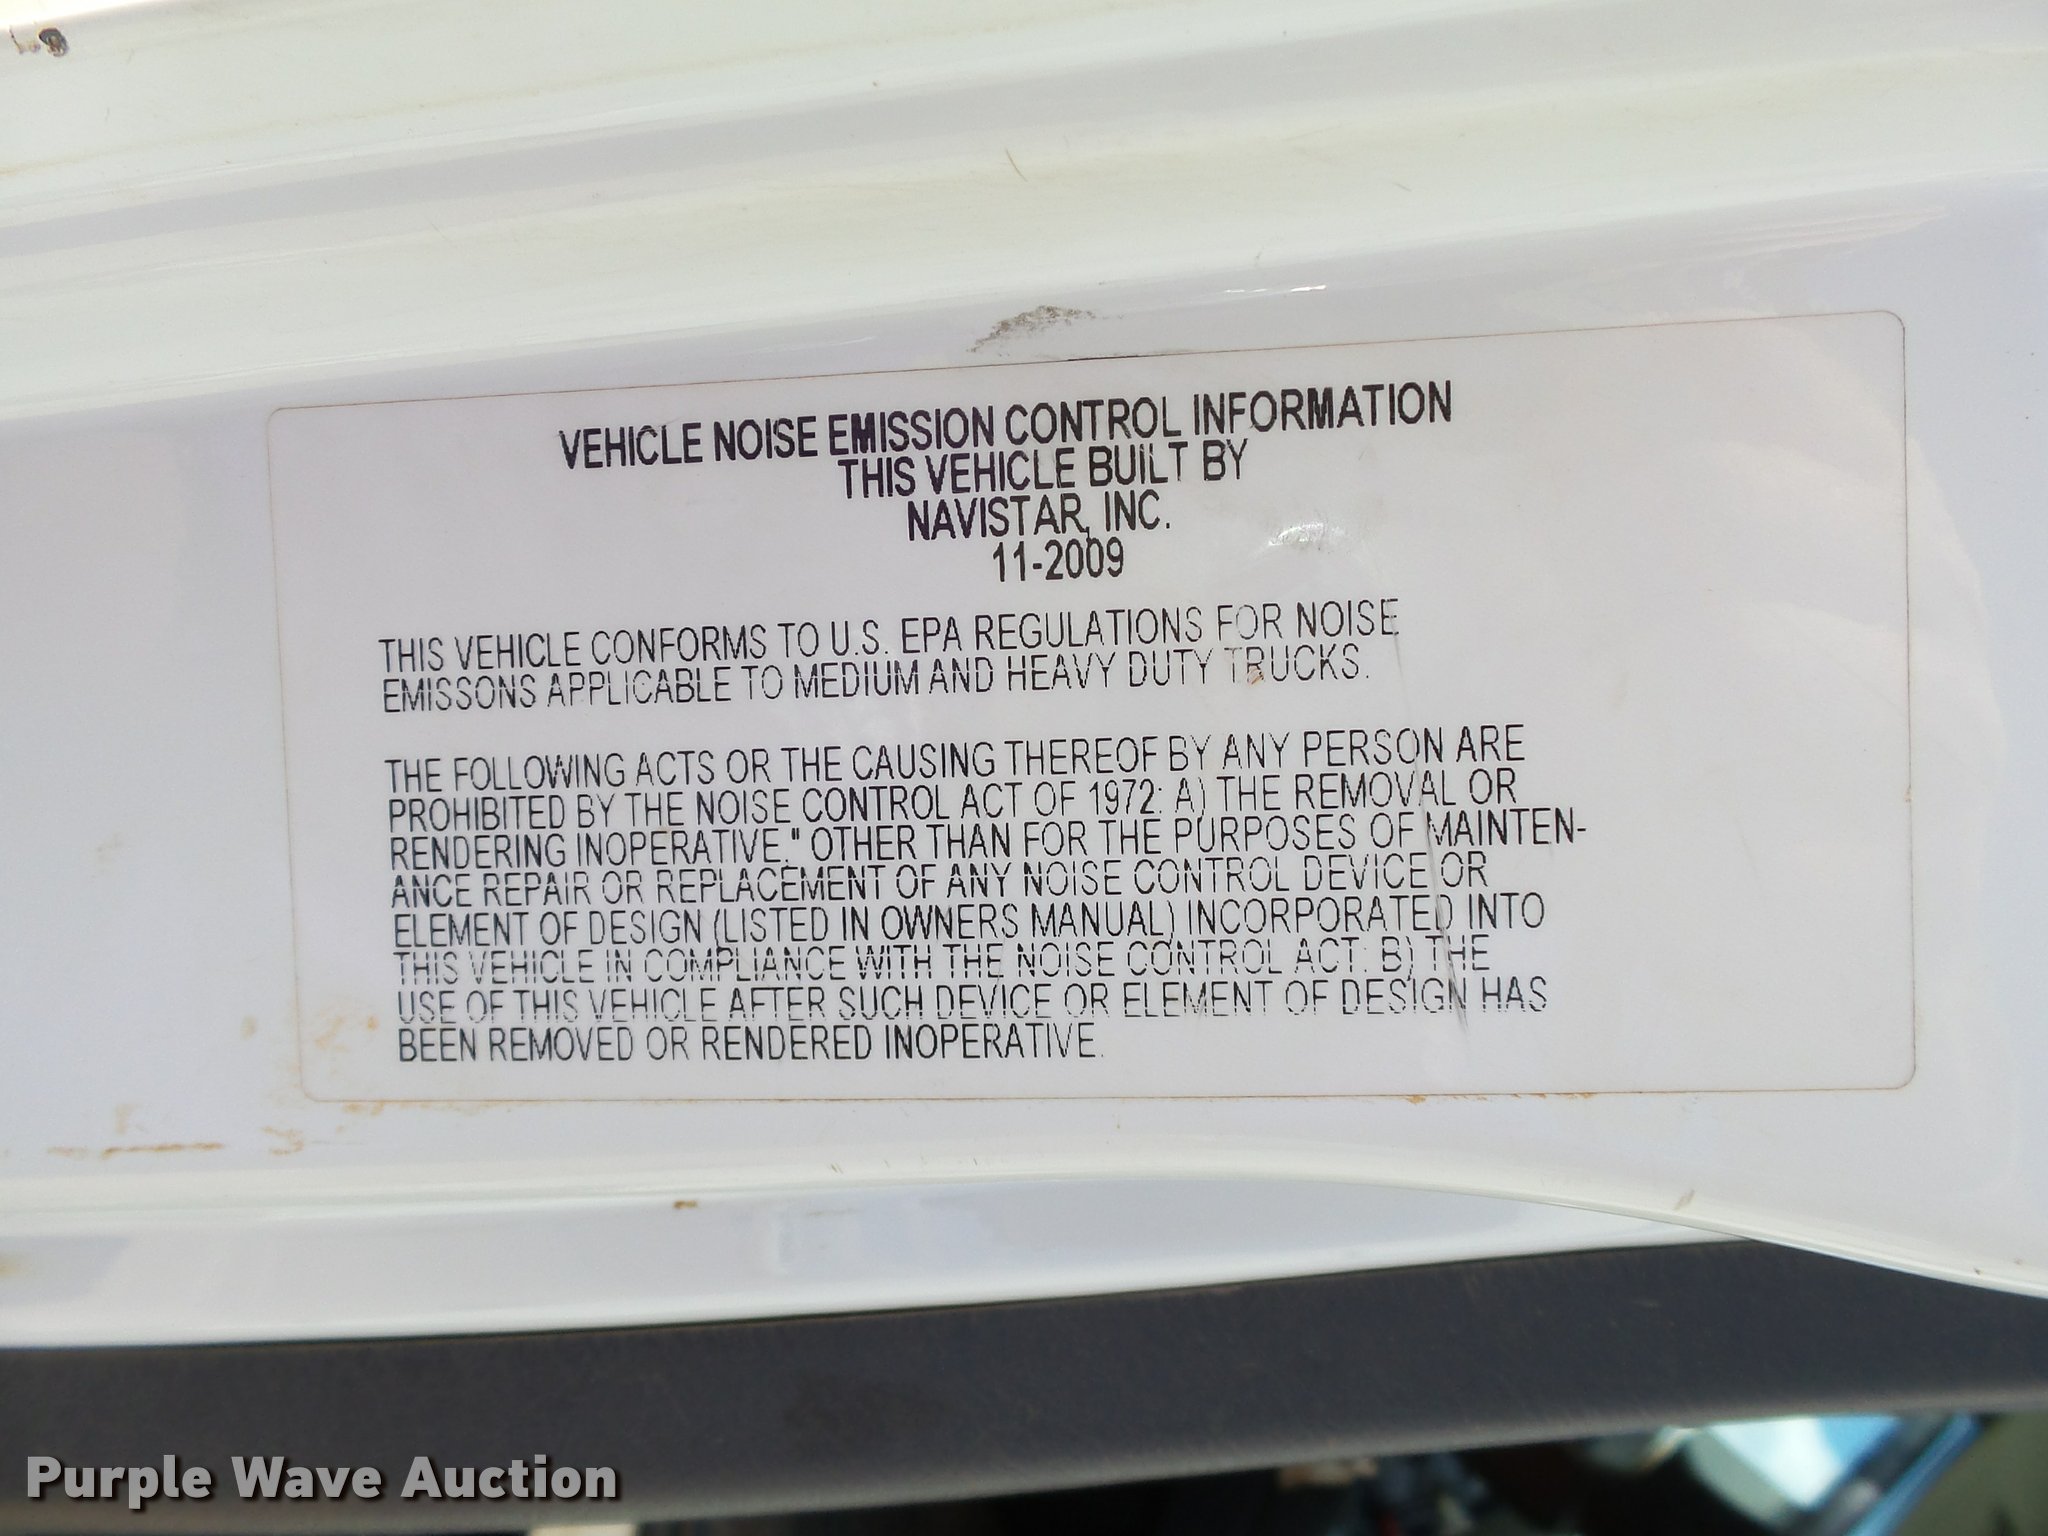 VEHICLE NOISE EMISSION CONTROL INFORMATION
THIS VEHICLE BUILT BY
NAVISTAR, INC.
11-2009
THIS VEHICLE CONFORMS TO U.S. EPA REGULATIONS FOR NOISE
EMISSONS APPLICABLE TO MEDIUM AND HEAVY DUTY TRUCKS.
THE FOLLOWING ACTS OR THE CAUSING THEREOF BY ANY PERSON ARE
PROHIBITED BY THE NOISE CONTROL ACT OF 1972: A) THE REMOVAL OR
RENDERING INOPERATIVE." OTHER THAN FOR THE PURPOSES OF MAINTEN-
ANCE REPAIR OR REPLACEMENT OF ANY NOISE CONTROL DEVICE OR
ELEMENT OF DESIGN (LISTED IN OWNERS MANUAL) INCORPORATED INTO
THIS VEHICLE IN COMPLIANCE WITH THE NOISE CONTROL ACT: B) THE
USE OF THIS VEHICLE AFTER SUCH DEVICE OR ELEMENT OF DESIGN HAS
BEEN REMOVED OR RENDERED INOPERATIVE.
Purple Wave Auction